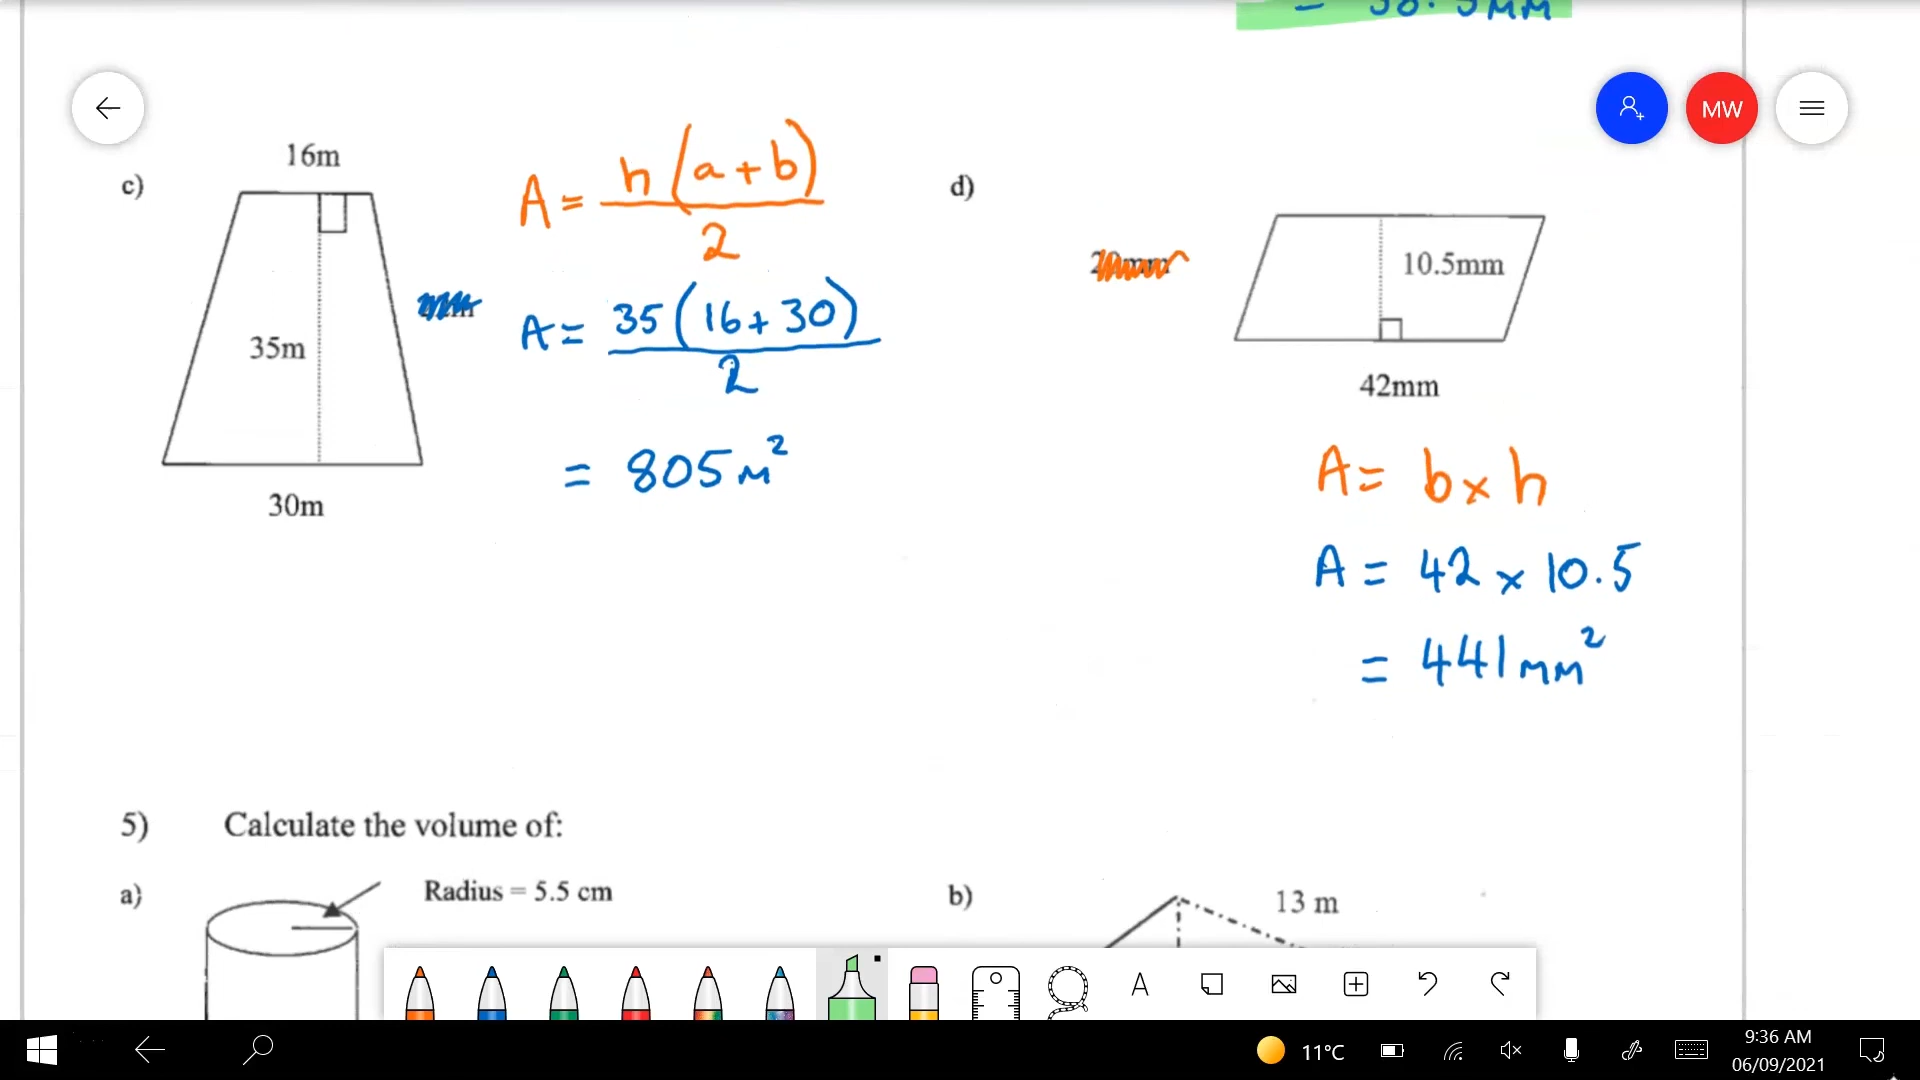 MW
16m
c)
A = h(a+b)
2
d)
10.5mm
35m
A = 35(16+30)
2
42mm
= 805m²
30m
A = b×h
A = 42×10.5
= 441mm²
5) Calculate the volume of:
a)
Radius = 5.5 cm
b)
13 m
A
11°C
9:36 AM
06/09/2021